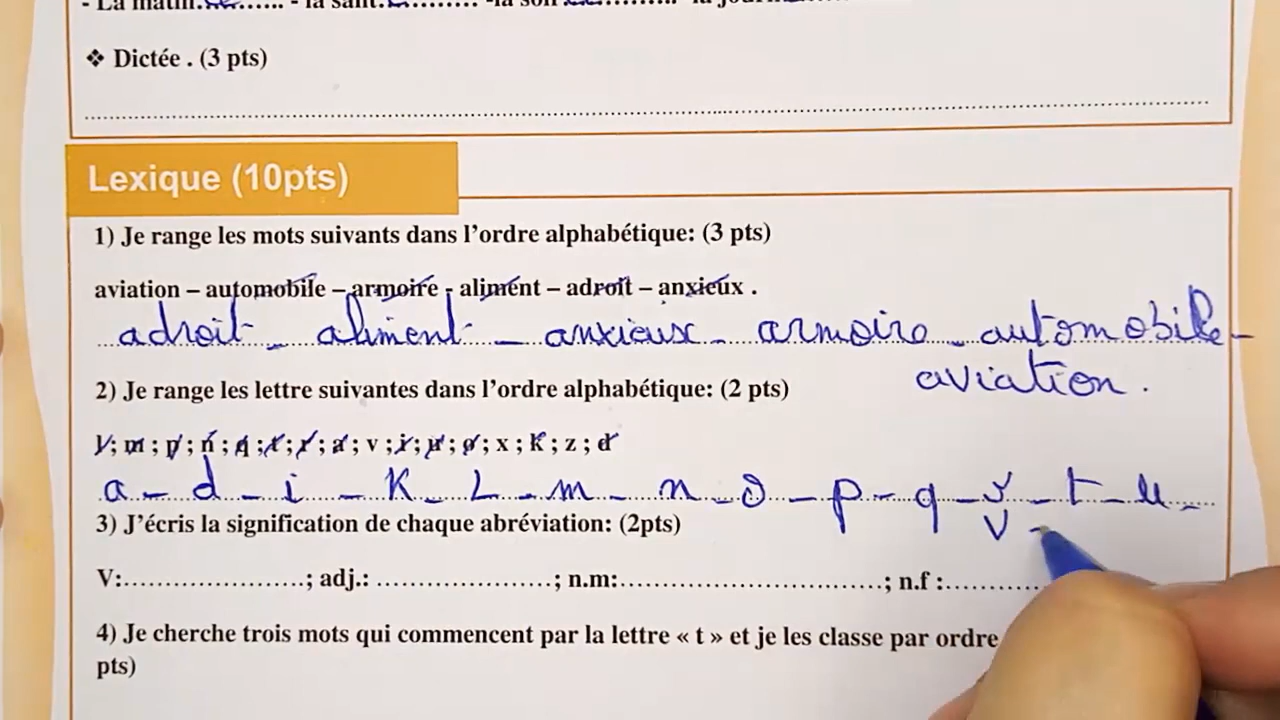 - La matin
❖ Dictée . (3 pts)
Lexique (10pts)
1) Je range les mots suivants dans l’ordre alphabétique: (3 pts)
aviation – automobile – armoire - aliment – adroit – anxieux .
adroit - aliment - anxieux - armoire - automobile -
aviation .
2) Je range les lettre suivantes dans l’ordre alphabétique: (2 pts)
l ; m ; p ; n ; q ; t ; r ; a ; v ; i ; u ; o ; x ; k ; z ; d
a - d - i - K - L - m - n - o - p - q - r - t - u -
V -
3) J’écris la signification de chaque abréviation: (2pts)
V:......................; adj.: ......................; n.m:................................; n.f :............
4) Je cherche trois mots qui commencent par la lettre « t » et je les classe par ordre
pts)